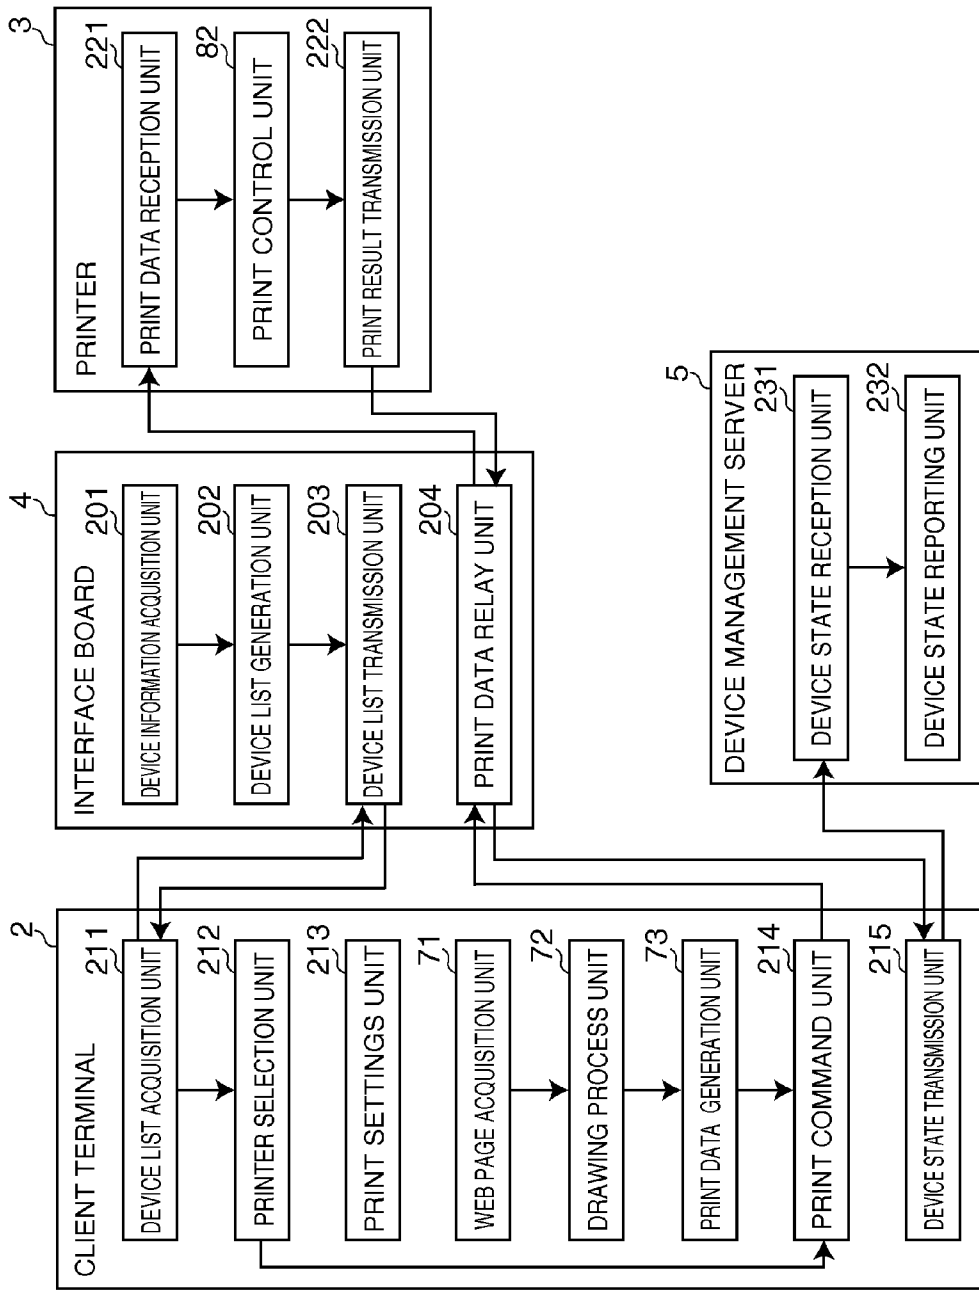 2
CLIENT TERMINAL
211
DEVICE LIST ACQUISITION UNIT
212
PRINTER SELECTION UNIT
213
PRINT SETTINGS UNIT
71
WEB PAGE ACQUISITION UNIT
72
DRAWING PROCESS UNIT
73
PRINT DATA GENERATION UNIT
214
PRINT COMMAND UNIT
215
DEVICE STATE TRANSMISSION UNIT
4
INTERFACE BOARD
201
DEVICE INFORMATION ACQUISITION UNIT
202
DEVICE LIST GENERATION UNIT
203
DEVICE LIST TRANSMISSION UNIT
204
PRINT DATA RELAY UNIT
3
PRINTER
221
PRINT DATA RECEPTION UNIT
82
PRINT CONTROL UNIT
222
PRINT RESULT TRANSMISSION UNIT
5
DEVICE MANAGEMENT SERVER
231
DEVICE STATE RECEPTION UNIT
232
DEVICE STATE REPORTING UNIT